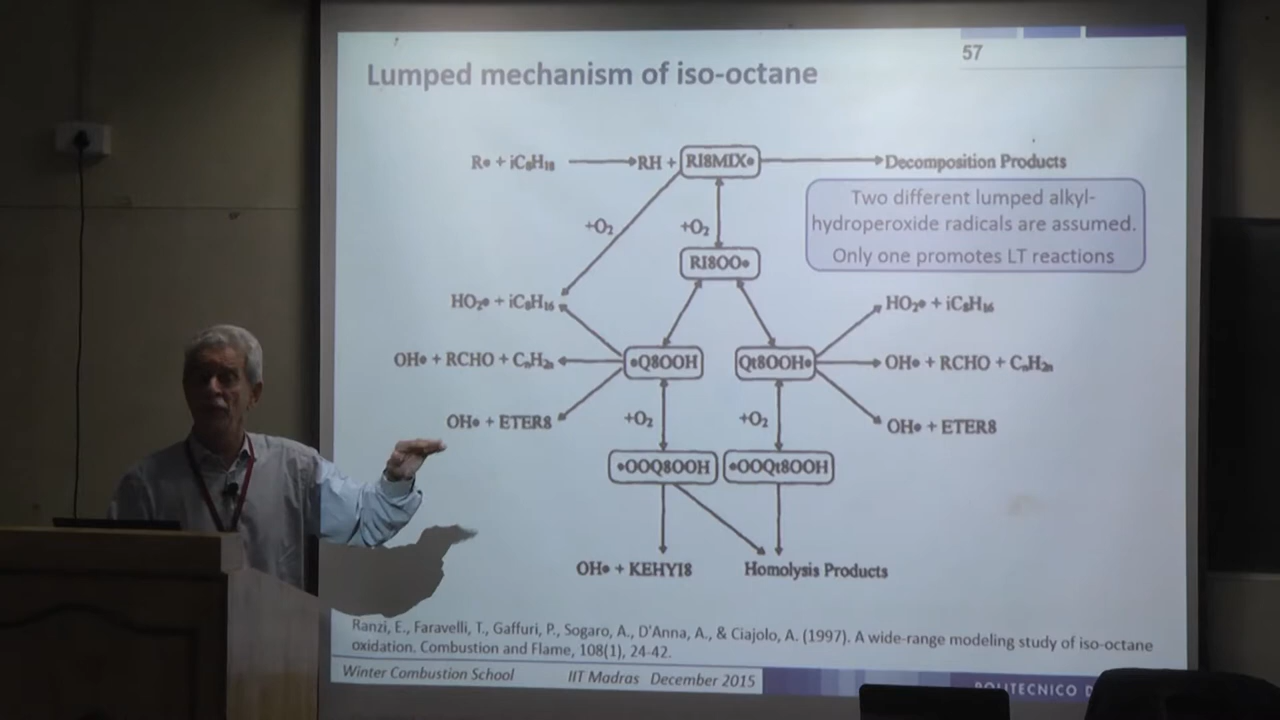 57
Lumped mechanism of iso-octane
R• + iC₈H₁₈ RH + RI8MIX• Decomposition Products
Two different lumped alkyl-
hydroperoxide radicals are assumed.
Only one promotes LT reactions
+O₂ +O₂
RI8OO•
HO₂• + iC₈H₁₆ HO₂• + iC₈H₁₆
OH• + RCHO + CₙH₂ₙ •Q8OOH Qt8OOH• OH• + RCHO + CₙH₂ₙ
OH• + ETER8 +O₂ +O₂ OH• + ETER8
•OOQ8OOH •OOQt8OOH
OH• + KEHYI8 Homolysis Products
Ranzi, E., Faravelli, T., Gaffuri, P., Sogaro, A., D'Anna, A., & Ciajolo, A. (1997). A wide-range modeling study of iso-octane
oxidation. Combustion and Flame, 108(1), 24-42.
Winter Combustion School IIT Madras December 2015 POLITECNICO